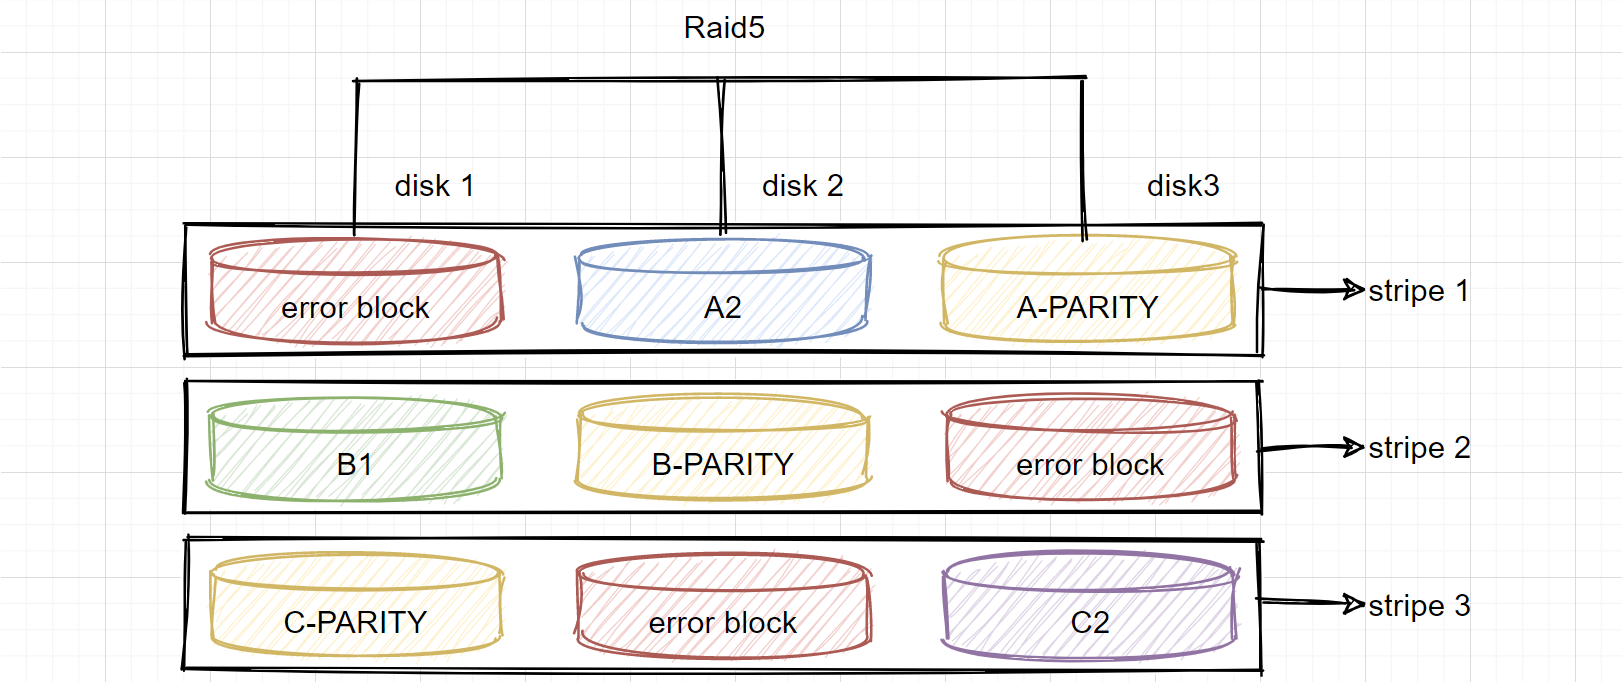 Raid5
disk 1
disk 2
disk3
error block
A2
A-PARITY
stripe 1
B1
B-PARITY
error block
stripe 2
C-PARITY
error block
C2
stripe 3